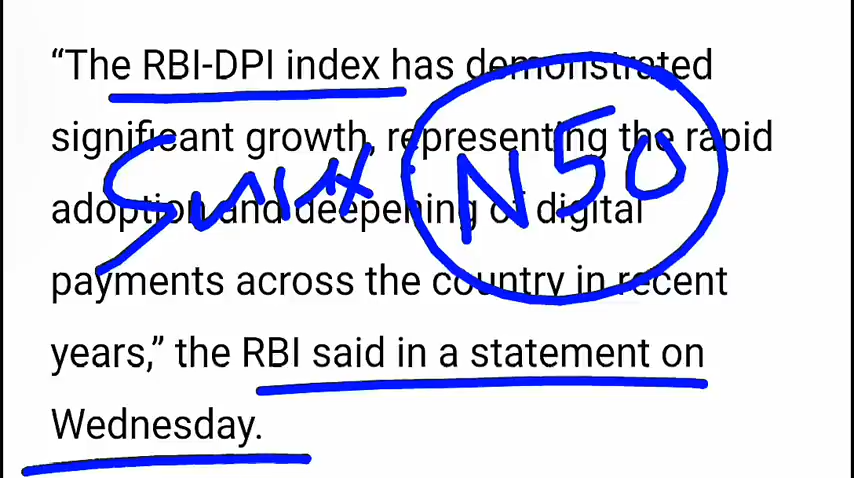 “The RBI-DPI index has demonstrated
significant growth, representing the rapid
adoption and deepening of digital
payments across the country in recent
years,” the RBI said in a statement on
Wednesday.
N50